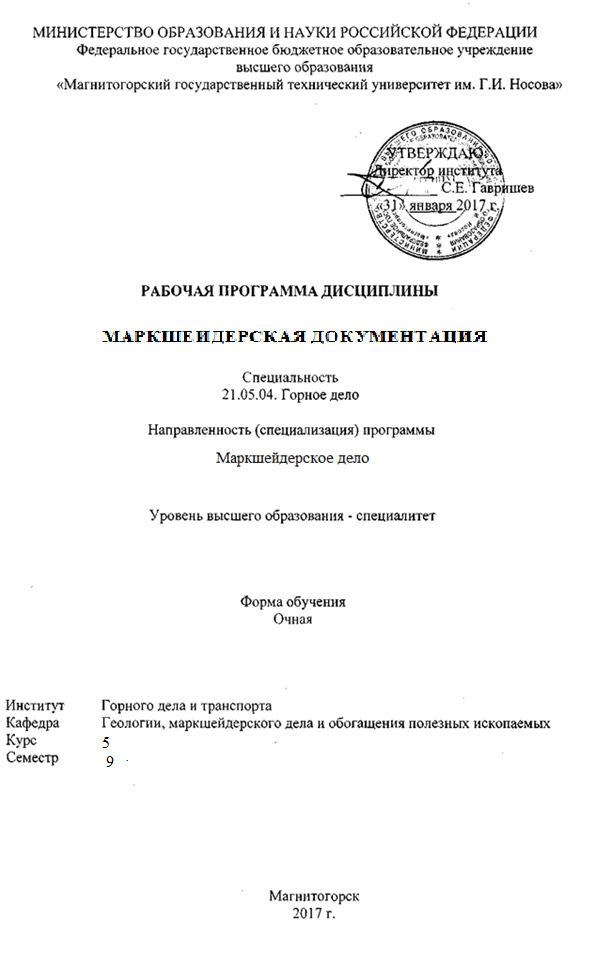 МИНИСТЕРСТВО ОБРАЗОВАНИЯ И НАУКИ РОССИЙСКОЙ ФЕДЕРАЦИИ
Федеральное государственное бюджетное образовательное учреждение
высшего образования
«Магнитогорский государственный технический университет им. Г.И. Носова»
УТВЕРЖДАЮ
Директор института
С.Е. Гавришев
«31» января 2017 г.
РАБОЧАЯ ПРОГРАММА ДИСЦИПЛИНЫ
МАРКШЕЙДЕРСКАЯ ДОКУМЕНТАЦИЯ
Специальность
21.05.04. Горное дело
Направленность (специализация) программы
Маркшейдерское дело
Уровень высшего образования - специалитет
Форма обучения
Очная
Институт Горного дела и транспорта
Кафедра Геологии, маркшейдерского дела и обогащения полезных ископаемых
Курс 5
Семестр 9
Магнитогорск
2017 г.